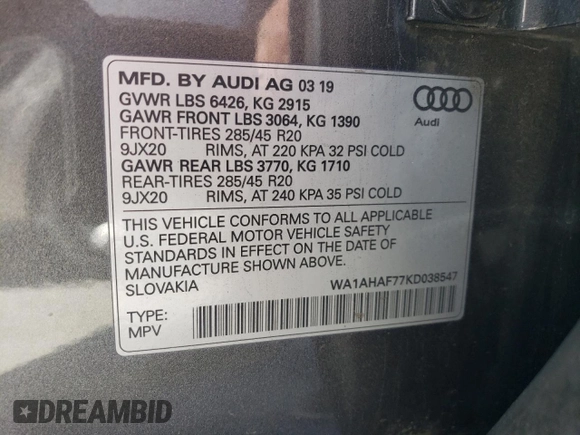 MFD. BY AUDI AG 03 19
GVWR LBS 6426, KG 2915
GAWR FRONT LBS 3064, KG 1390
FRONT-TIRES 285/45 R20
9JX20 RIMS, AT 220 KPA 32 PSI COLD
GAWR REAR LBS 3770, KG 1710
REAR-TIRES 285/45 R20
9JX20 RIMS, AT 240 KPA 35 PSI COLD
Audi
THIS VEHICLE CONFORMS TO ALL APPLICABLE
U.S. FEDERAL MOTOR VEHICLE SAFETY
STANDARDS IN EFFECT ON THE DATE OF
MANUFACTURE SHOWN ABOVE.
SLOVAKIA WA1AHAF77KD038547
TYPE:
MPV
DREAMBID